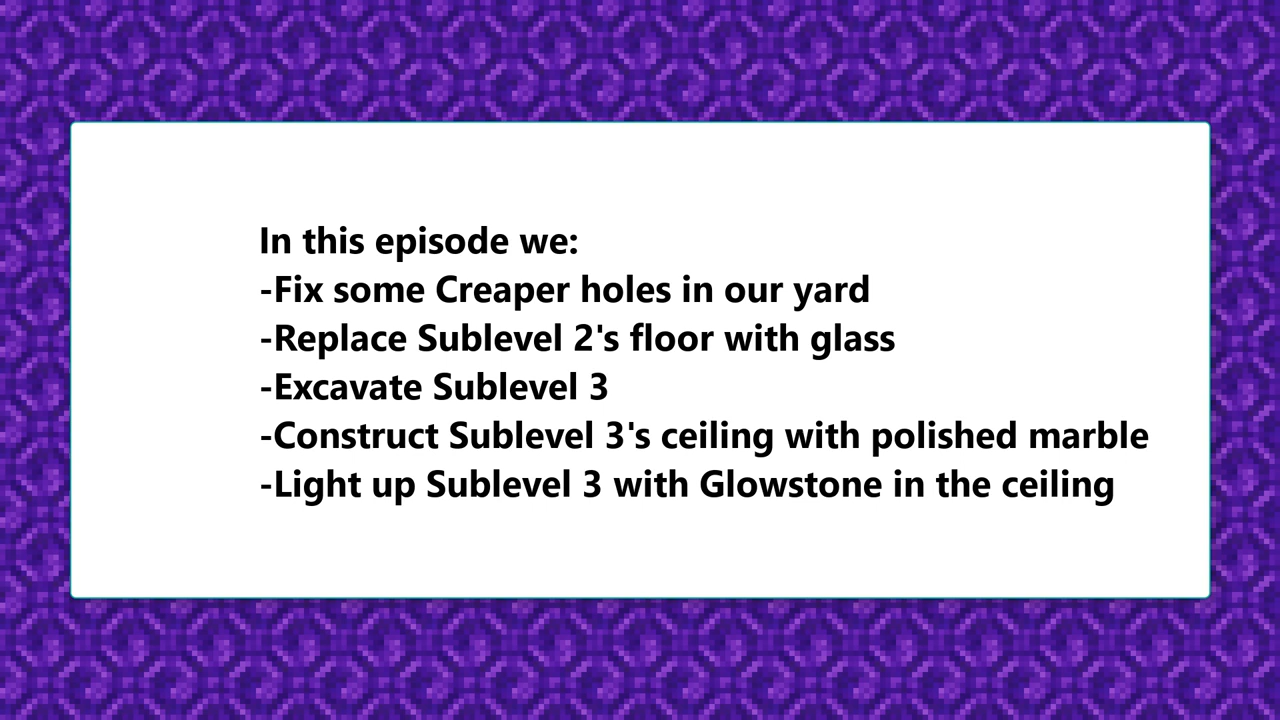 In this episode we:
-Fix some Creaper holes in our yard
-Replace Sublevel 2's floor with glass
-Excavate Sublevel 3
-Construct Sublevel 3's ceiling with polished marble
-Light up Sublevel 3 with Glowstone in the ceiling